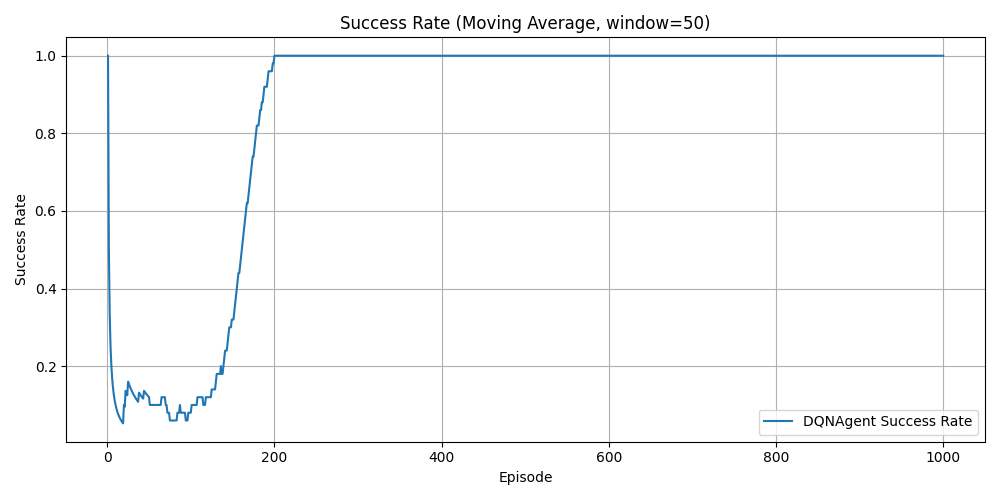 Success Rate (Moving Average, window=50)
Success Rate
1.0
0.8
0.6
0.4
0.2
0
200
400
600
800
1000
Episode
DQNAgent Success Rate